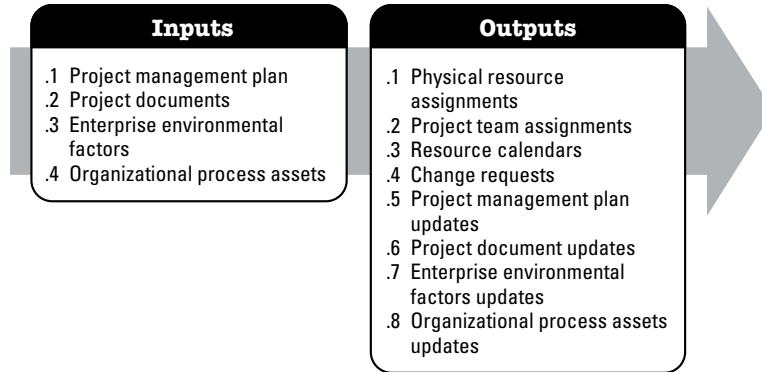 Inputs
.1 Project management plan
.2 Project documents
.3 Enterprise environmental
factors
.4 Organizational process assets
Outputs
.1 Physical resource
assignments
.2 Project team assignments
.3 Resource calendars
.4 Change requests
.5 Project management plan
updates
.6 Project document updates
.7 Enterprise environmental
factors updates
.8 Organizational process assets
updates